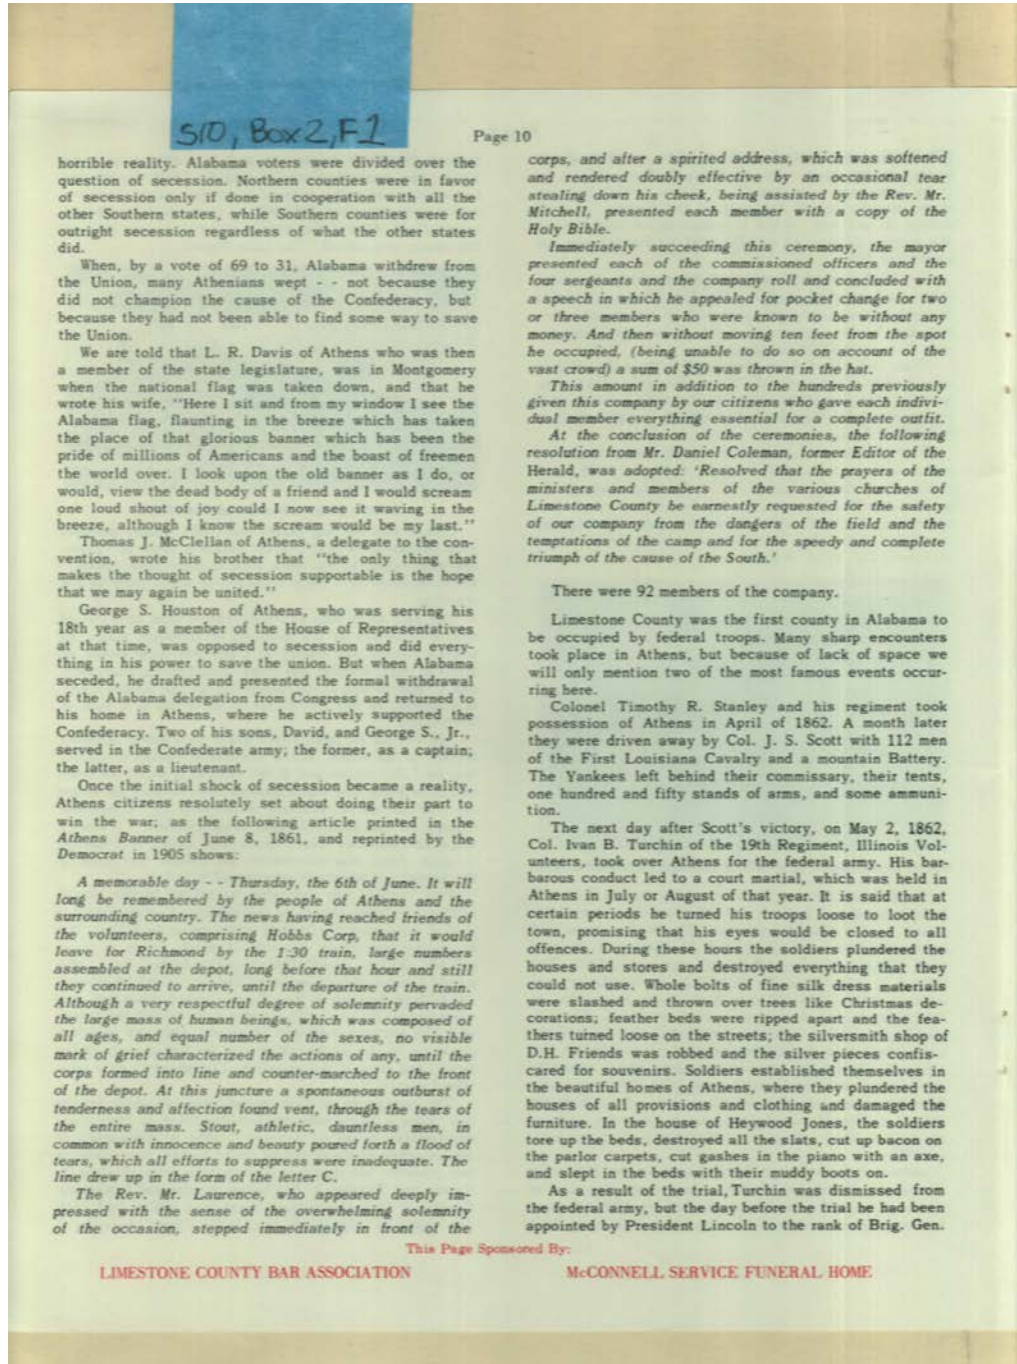 S10, Box 2, F1
Page 10
horrible reality. Alabama voters were divided over the
question of secession. Northern counties were in favor
of secession only if done in cooperation with all the
other Southern states, while Southern counties were for
outright secession regardless of what the other states
did.
When, by a vote of 69 to 31, Alabama withdrew from
the Union, many Athenians wept - - not because they
did not champion the cause of the Confederacy, but
because they had not been able to find some way to save
the Union.
We are told that L. R. Davis of Athens who was then
a member of the state legislature, was in Montgomery
when the national flag was taken down, and that he
wrote his wife, "Here I sit and from my window I see the
Alabama flag, flaunting in the breeze which has taken
the place of that glorious banner which has been the
pride of millions of Americans and the boast of freemen
the world over. I look upon the old banner as I do, or
would, view the dead body of a friend and I would scream
one loud shout of joy could I now see it waving in the
breeze, although I know the scream would be my last."
Thomas J. McClellan of Athens, a delegate to the con-
vention, wrote his brother that "the only thing that
makes the thought of secession supportable is the hope
that we may again be united."
George S. Houston of Athens, who was serving his
18th year as a member of the House of Representatives
at that time, was opposed to secession and did every-
thing in his power to save the union. But when Alabama
seceded, he drafted and presented the formal withdrawal
of the Alabama delegation from Congress and returned to
his home in Athens, where he actively supported the
Confederacy. Two of his sons, David, and George S., Jr.,
served in the Confederate army; the former, as a captain;
the latter, as a lieutenant.
Once the initial shock of secession became a reality,
Athens citizens resolutely set about doing their part to
win the war; as the following article printed in the
Athens Banner of June 8, 1861, and reprinted by the
Democrat in 1905 shows:
A memorable day - - Thursday, the 6th of June. It will
long be remembered by the people of Athens and the
surrounding country. The news having reached friends of
the volunteers, comprising Hobbs Corp, that it would
leave for Richmond by the 1:30 train, large numbers
assembled at the depot, long before that hour and still
they continued to arrive, until the departure of the train.
Although a very respectful degree of solemnity pervaded
the large mass of human beings, which was composed of
all ages, and equal number of the sexes, no visible
mark of grief characterized the actions of any, until the
corps formed into line and counter-marched to the front
of the depot. At this juncture a spontaneous outburst of
tenderness and affection found vent, through the tears of
the entire mass. Stout, athletic, dauntless men, in
common with innocence and beauty poured forth a flood of
tears, which all efforts to suppress were inadequate. The
line drew up in the form of the letter C.
The Rev. Mr. Laurence, who appeared deeply im-
pressed with the sense of the overwhelming solemnity
of the occasion, stepped immediately in front of the
corps, and after a spirited address, which was softened
and rendered doubly effective by an occasional tear
stealing down his cheek, being assisted by the Rev. Mr.
Mitchell, presented each member with a copy of the
Holy Bible.
Immediately succeeding this ceremony, the mayor
presented each of the commissioned officers and the
four sergeants and the company roll and concluded with
a speech in which he appealed for pocket change for two
or three members who were known to be without any
money. And then without moving ten feet from the spot
he occupied, (being unable to do so on account of the
vast crowd) a sum of $50 was thrown in the hat.
This amount in addition to the hundreds previously
given this company by our citizens who gave each indivi-
dual member everything essential for a complete outfit.
At the conclusion of the ceremonies, the following
resolution from Mr. Daniel Coleman, former Editor of the
Herald, was adopted: 'Resolved that the prayers of the
ministers and members of the various churches of
Limestone County be earnestly requested for the safety
of our company from the dangers of the field and the
temptations of the camp and for the speedy and complete
triumph of the cause of the South.'
There were 92 members of the company.
Limestone County was the first county in Alabama to
be occupied by federal troops. Many sharp encounters
took place in Athens, but because of lack of space we
will only mention two of the most famous events occur-
ring here.
Colonel Timothy R. Stanley and his regiment took
possession of Athens in April of 1862. A month later
they were driven away by Col. J. S. Scott with 112 men
of the First Louisiana Cavalry and a mountain Battery.
The Yankees left behind their commissary, their tents,
one hundred and fifty stands of arms, and some ammuni-
tion.
The next day after Scott's victory, on May 2, 1862,
Col. Ivan B. Turchin of the 19th Regiment, Illinois Vol-
unteers, took over Athens for the federal army. His bar-
barous conduct led to a court martial, which was held in
Athens in July or August of that year. It is said that at
certain periods he turned his troops loose to loot the
town, promising that his eyes would be closed to all
offences. During these hours the soldiers plundered the
houses and stores and destroyed everything that they
could not use. Whole bolts of fine silk dress materials
were slashed and thrown over trees like Christmas de-
corations; feather beds were ripped apart and the fea-
thers turned loose on the streets; the silversmith shop of
D.H. Friends was robbed and the silver pieces confis-
cared for souvenirs. Soldiers established themselves in
the beautiful homes of Athens, where they plundered the
houses of all provisions and clothing and damaged the
furniture. In the house of Heywood Jones, the soldiers
tore up the beds, destroyed all the slats, cut up bacon on
the parlor carpets, cut gashes in the piano with an axe,
and slept in the beds with their muddy boots on.
As a result of the trial, Turchin was dismissed from
the federal army, but the day before the trial he had been
appointed by President Lincoln to the rank of Brig. Gen.
This Page Sponsored By:
LIMESTONE COUNTY BAR ASSOCIATION
McCONNELL SERVICE FUNERAL HOME